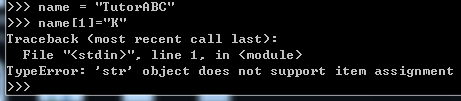 >>> name = "TutorABC"
>>> name[1]="K"
Traceback (most recent call last):
  File "<stdin>", line 1, in <module>
TypeError: 'str' object does not support item assignment
>>>